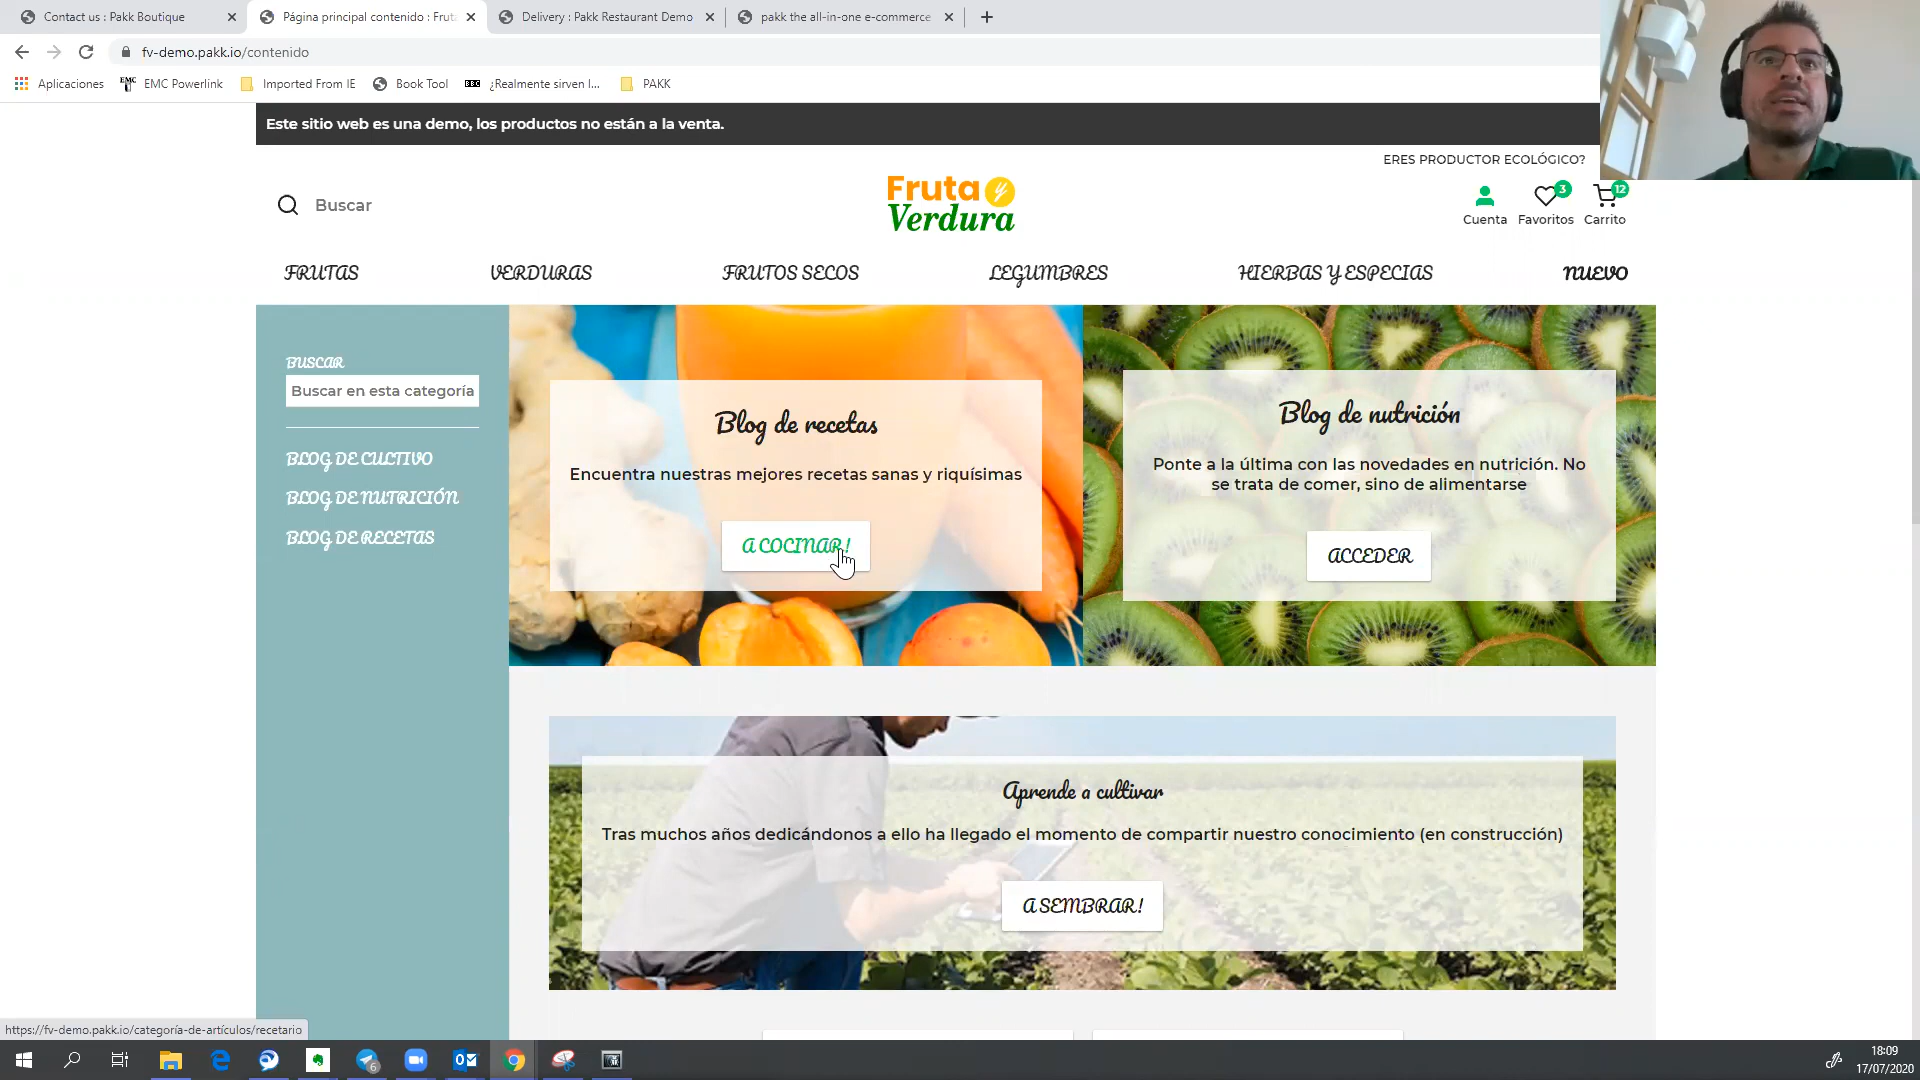 Contact us : Pakk Boutique
Página principal contenido : Fruta
Delivery : Pakk Restaurant Demo
pakk the all-in-one e-commerce
fv-demo.pakk.io/contenido
Aplicaciones
EMC Powerlink
Imported From IE
Book Tool
BBC ¿Realmente sirven l...
PAKK
Este sitio web es una demo, los productos no están a la venta.
ERES PRODUCTOR ECOLÓGICO?
Buscar
Fruta y
Verdura
Cuenta
3
Favoritos
12
Carrito
FRUTAS
VERDURAS
FRUTOS SECOS
LEGUMBRES
HIERBAS Y ESPECIAS
NUEVO
BUSCAR
Buscar en esta categoría
BLOG DE CULTIVO
BLOG DE NUTRICIÓN
BLOG DE RECETAS
Blog de recetas
Encuentra nuestras mejores recetas sanas y riquísimas
A COCINAR!
Blog de nutrición
Ponte a la última con las novedades en nutrición. No
se trata de comer, sino de alimentarse
ACCEDER
Aprende a cultivar
Tras muchos años dedicándonos a ello ha llegado el momento de compartir nuestro conocimiento (en construcción)
A SEMBRAR!
https://fv-demo.pakk.io/categoría-de-artículos/recetario
6
18:09
17/07/2020